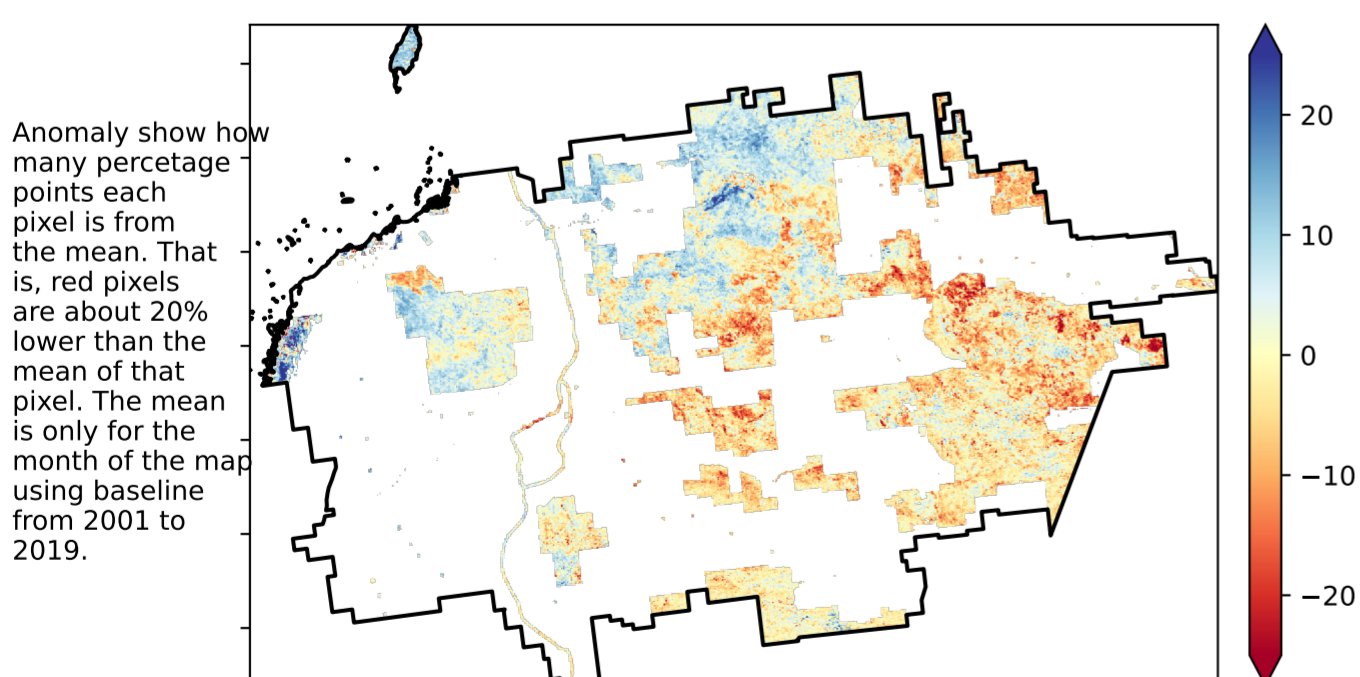 Anomaly show how
many percetage
points each
pixel is from
the mean. That
is, red pixels
are about 20%
lower than the
mean of that
pixel. The mean
is only for the
month of the map
using baseline
from 2001 to
2019.
20
10
0
−10
−20